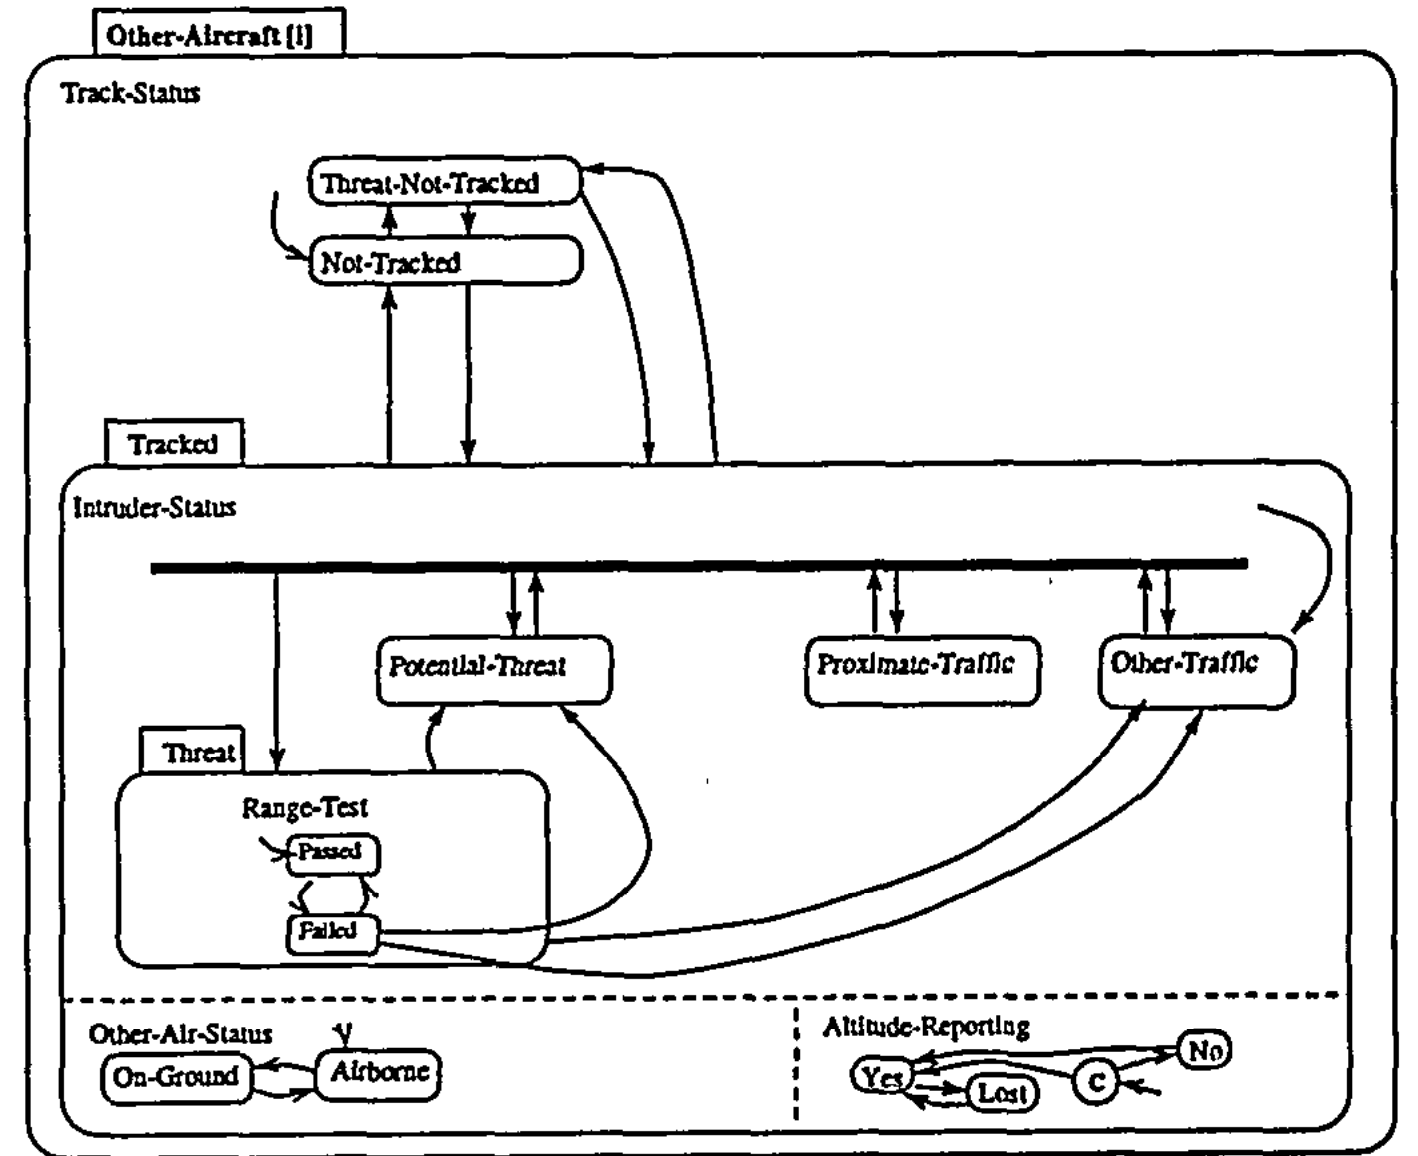 Other-Aircraft [i]
Track-Status
Threat-Not-Tracked
Not-Tracked
Tracked
Intruder-Status
Potential-Threat
Proximate-Traffic
Other-Traffic
Threat
Range-Test
Passed
Failed
Other-Air-Status
Altitude-Reporting
On-Ground
Airborne
Yes
Lost
C
No